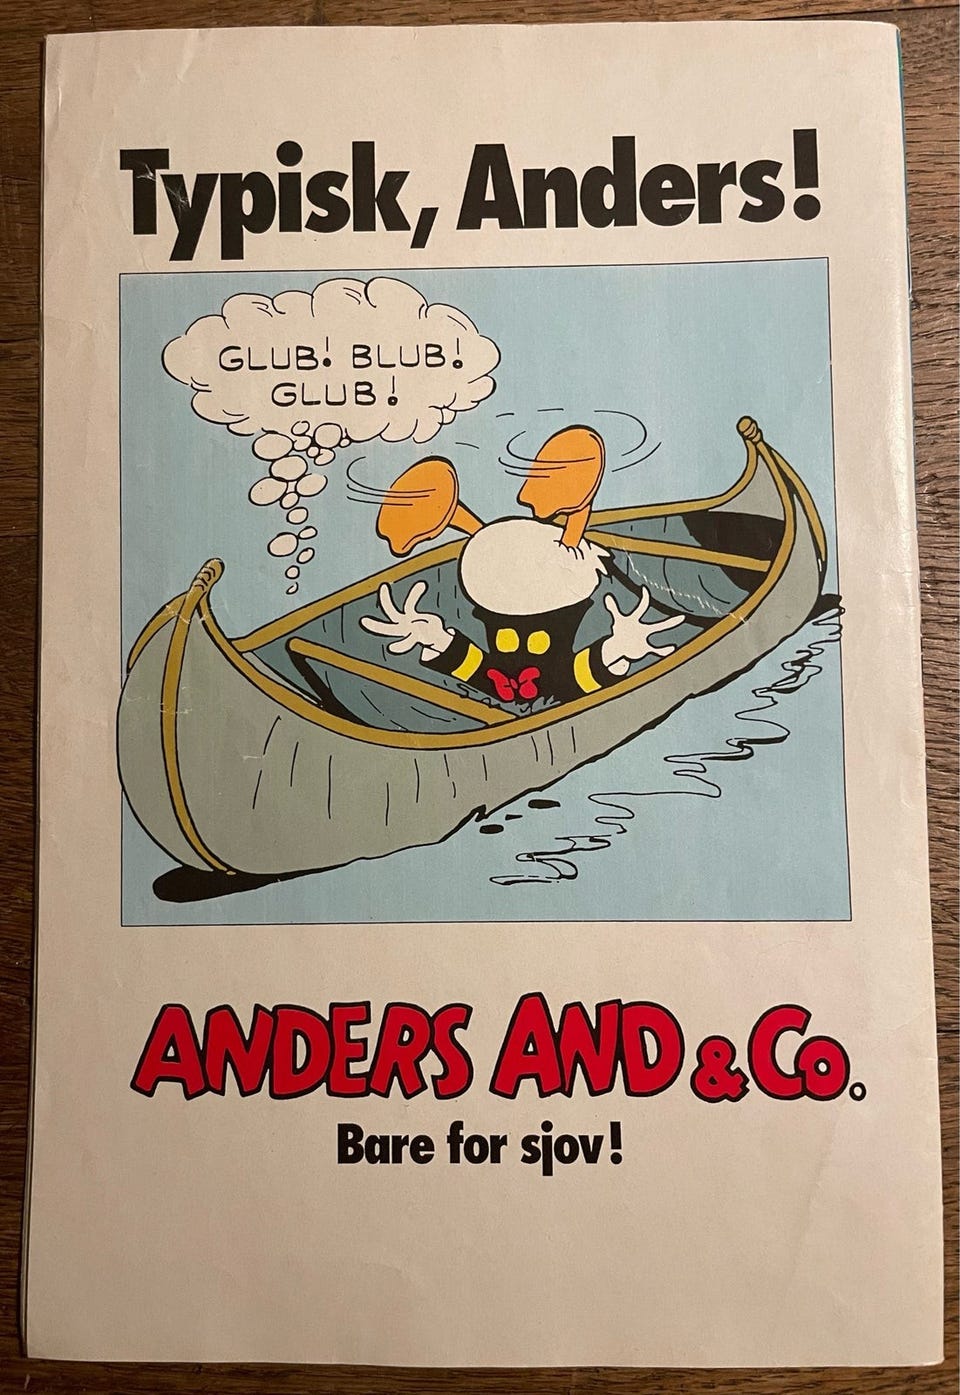 Typisk, Anders!
GLUB! BLUB!
GLUB!
ANDERS AND & Co.
Bare for sjov!